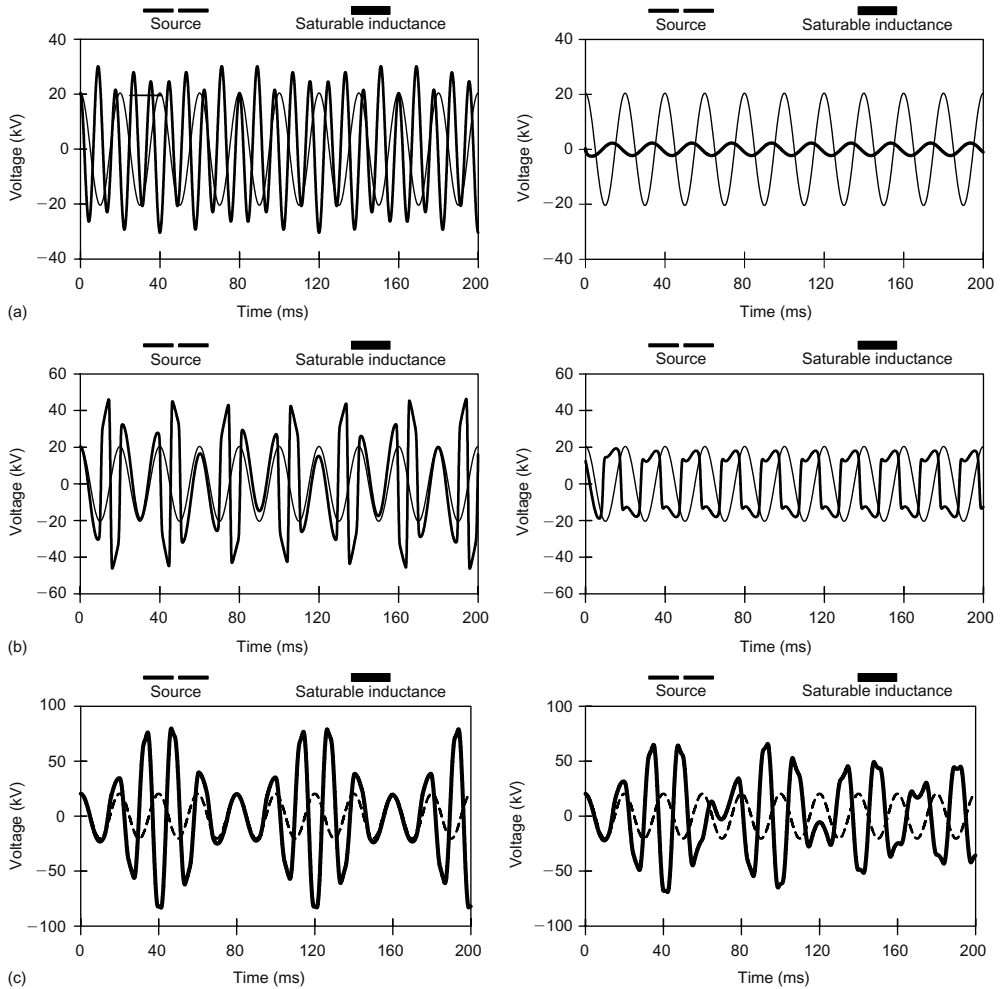 Source Saturable inductance
40
20
0
−20
−40
Voltage (kV)
0 40 80 120 160 200
Time (ms)
Source Saturable inductance
40
20
0
−20
−40
Voltage (kV)
0 40 80 120 160 200
Time (ms)
(a)
Source Saturable inductance
60
40
20
0
−20
−40
−60
Voltage (kV)
0 40 80 120 160 200
Time (ms)
Source Saturable inductance
60
40
20
0
−20
−40
−60
Voltage (kV)
0 40 80 120 160 200
Time (ms)
(b)
Source Saturable inductance
100
50
0
−50
−100
Voltage (kV)
0 40 80 120 160 200
Time (ms)
Source Saturable inductance
100
50
0
−50
−100
Voltage (kV)
0 40 80 120 160 200
Time (ms)
(c)